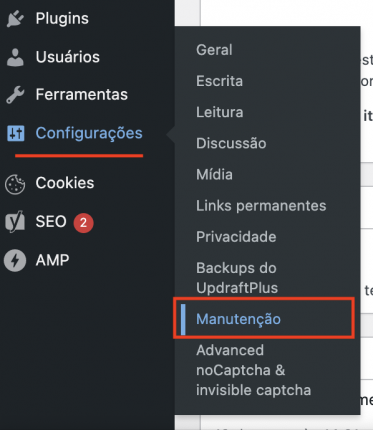 Plugins
Usuários
Ferramentas
Configurações
Cookies
SEO 2
AMP
Geral
Escrita
Leitura
Discussão
Mídia
Links permanentes
Privacidade
Backups do
UpdraftPlus
Manutenção
Advanced
noCaptcha &
invisible captcha